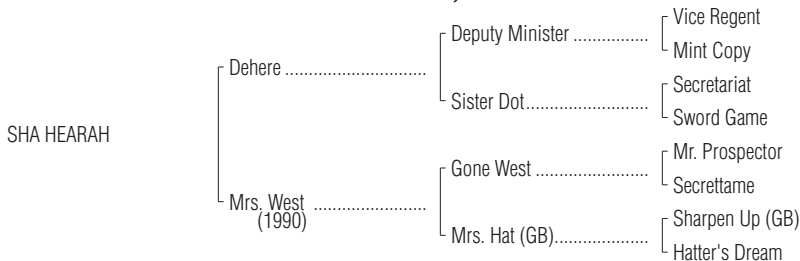 Vice Regent
Deputy Minister ................
Mint Copy
Dehere .............................
Secretariat
Sister Dot..........................
Sword Game
SHA HEARAH
Mr. Prospector
Gone West ........................
Secrettame
Mrs. West .......................
(1990)
Sharpen Up (GB)
Mrs. Hat (GB)....................
Hatter's Dream